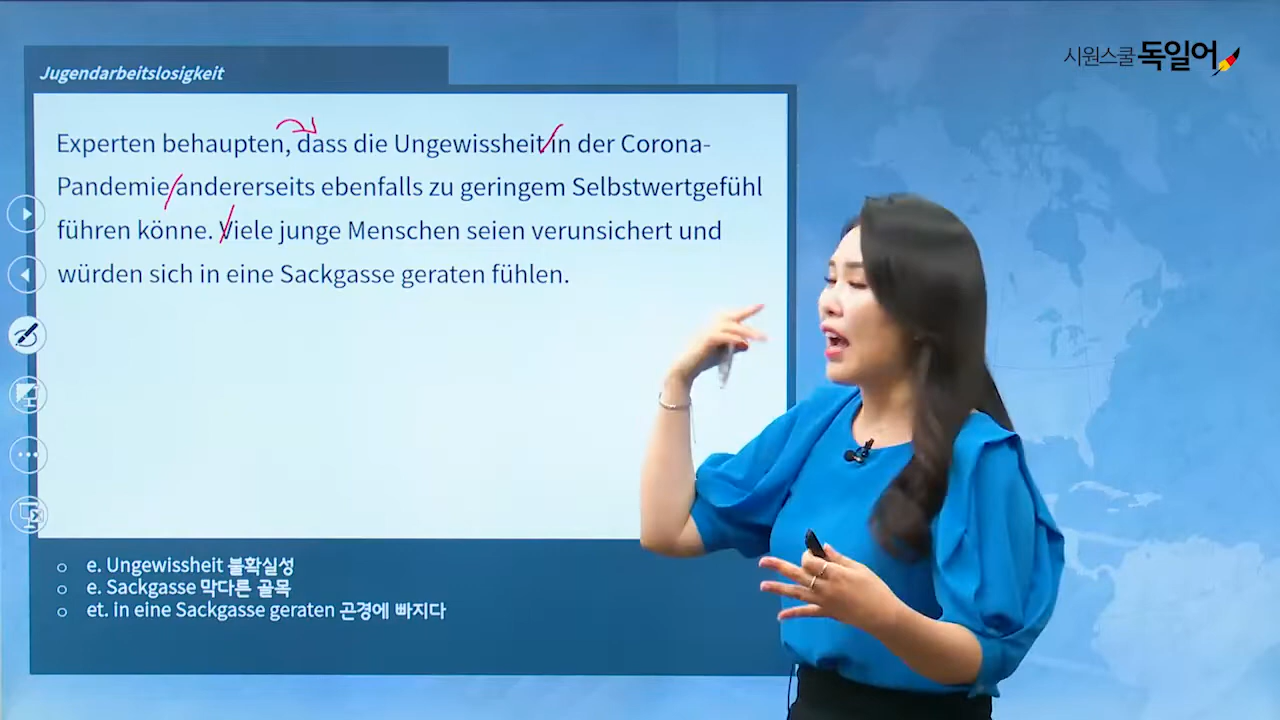 시원스쿨 독일어
Jugendarbeitslosigkeit
Experten behaupten, dass die Ungewissheit in der Corona-
Pandemie andererseits ebenfalls zu geringem Selbstwertgefühl
führen könne. Viele junge Menschen seien verunsichert und
würden sich in eine Sackgasse geraten fühlen.
e. Ungewissheit 불확실성
e. Sackgasse 막다른 골목
et. in eine Sackgasse geraten 곤경에 빠지다